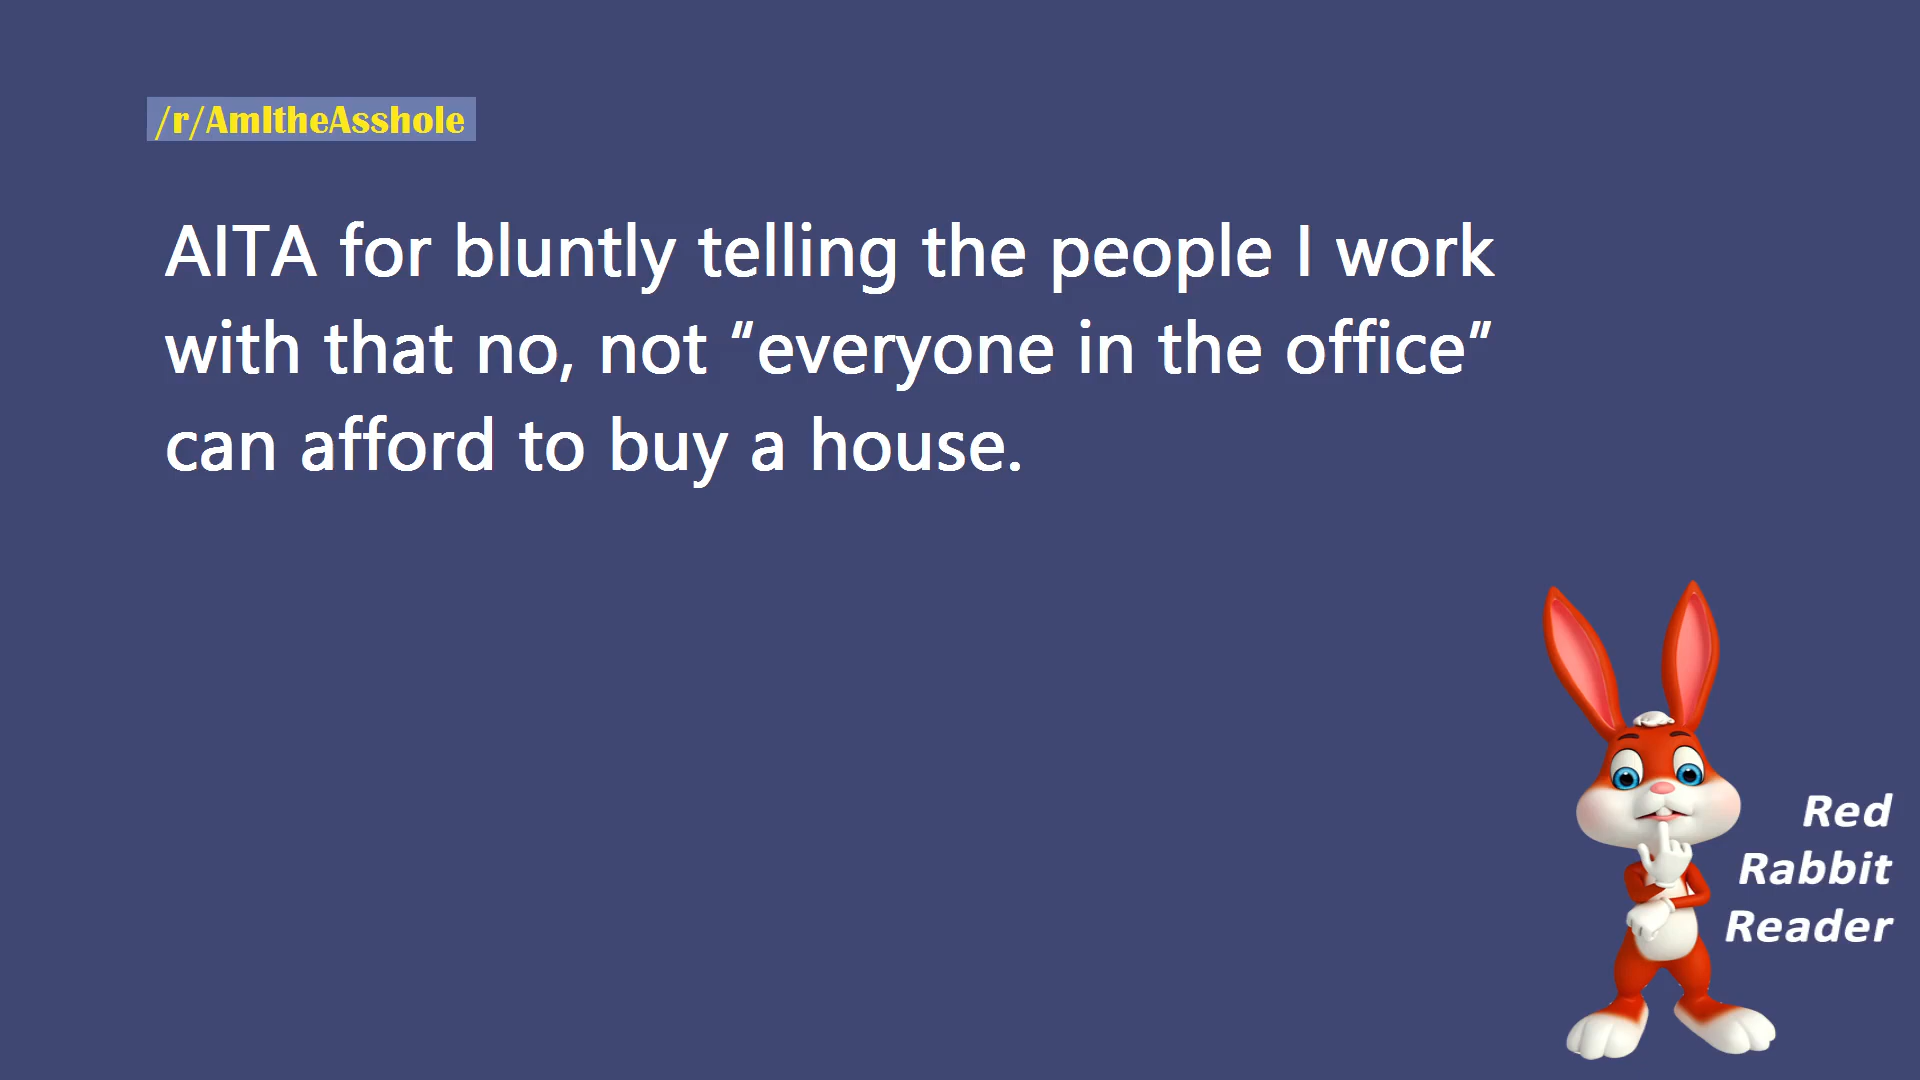 /r/AmItheAsshole
AITA for bluntly telling the people I work
with that no, not “everyone in the office”
can afford to buy a house.
Red
Rabbit
Reader